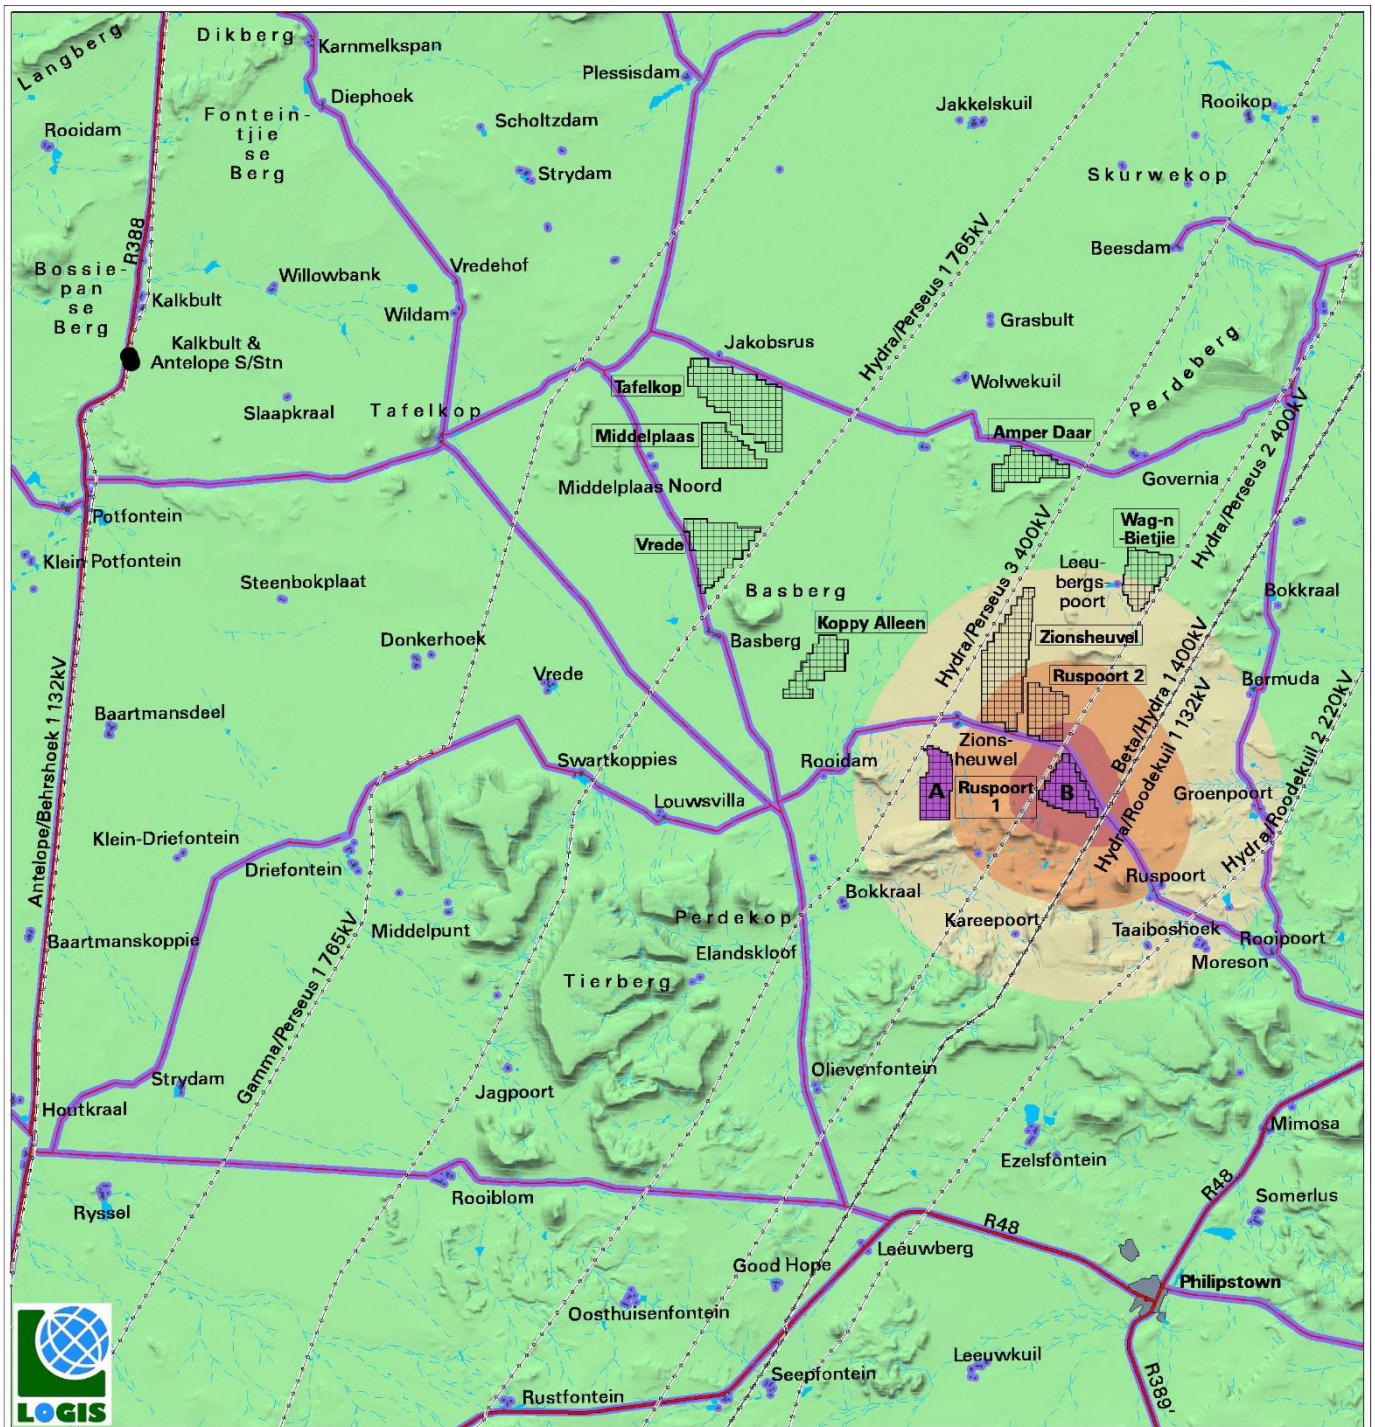 Langberg
Dikberg
Karnmelkspan
Plessisdam
Diephoek
Jakkelskuil
Rooikop
Rooidam
Fontein-
tjie
se
Berg
Scholtzdam
Strydam
Skurwekop
R388
Hydra/Perseus 1 765kV
Beesdam
Bossie-
pan
se
Berg
Willowbank
Vredehof
Kalkbult
Wildam
Grasbult
Kalkbult &
Antelope S/Stn
Jakobsrus
Perdeberg
Tafelkop
Wolwekuil
Slaapkraal
Tafelkop
Middelplaas
Amper Daar
Hydra/Perseus 2 400kV
Middelplaas Noord
Governia
Potfontein
Wag-n
-Bietjie
Vrede
Hydra/Perseus 3 400kV
Klein Potfontein
Leeu-
bergs-
poort
Steenbokplaat
Basberg
Bokkraal
Koppy Alleen
Donkerhoek
Basberg
Zionsheuvel
Ruspoort 2
Vrede
Bermuda
Antelope/Behrshoek 1 132kV
Beta/Hydra 1 400kV
Hydra/Roodekuil 1 132kV
Hydra/Roodekuil 2 220kV
Baartmansdeel
Zions-
heuwel
Swartkoppies
Rooidam
A
Ruspoort
1
B
Groenpoort
Louwsvilla
Klein-Driefontein
Driefontein
Ruspoort
Bokkraal
Perdekop
Kareepoort
Taaiboshoek
Baartmanskoppie
Middelpunt
Rooipoort
Elandskloof
Moreson
Tierberg
Gamma/Perseus 1 765kV
Olievenfontein
Strydam
Jagpoort
Houtkraal
Mimosa
Ezelsfontein
Rooiblom
R48
Somerlus
Ryssel
R48
Leeuwberg
Good Hope
Philipstown
Oosthuisenfontein
Leeuwkuil
Seepfontein
R389
Rustfontein
LOGIS